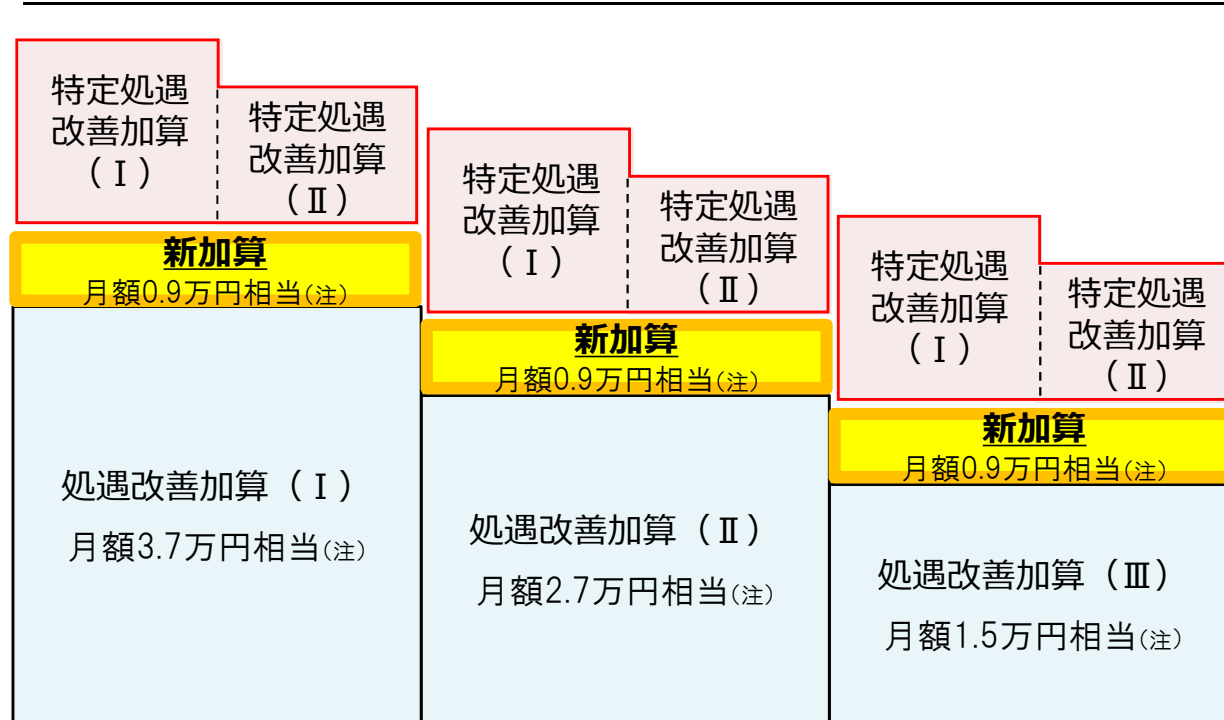 特定処遇
改善加算
(Ⅰ)
特定処遇
改善加算
(Ⅱ)
新加算
月額0.9万円相当(注)
処遇改善加算(Ⅰ)
月額3.7万円相当(注)
特定処遇
改善加算
(Ⅰ)
特定処遇
改善加算
(Ⅱ)
新加算
月額0.9万円相当(注)
処遇改善加算(Ⅱ)
月額2.7万円相当(注)
特定処遇
改善加算
(Ⅰ)
特定処遇
改善加算
(Ⅱ)
新加算
月額0.9万円相当(注)
処遇改善加算(Ⅲ)
月額1.5万円相当(注)